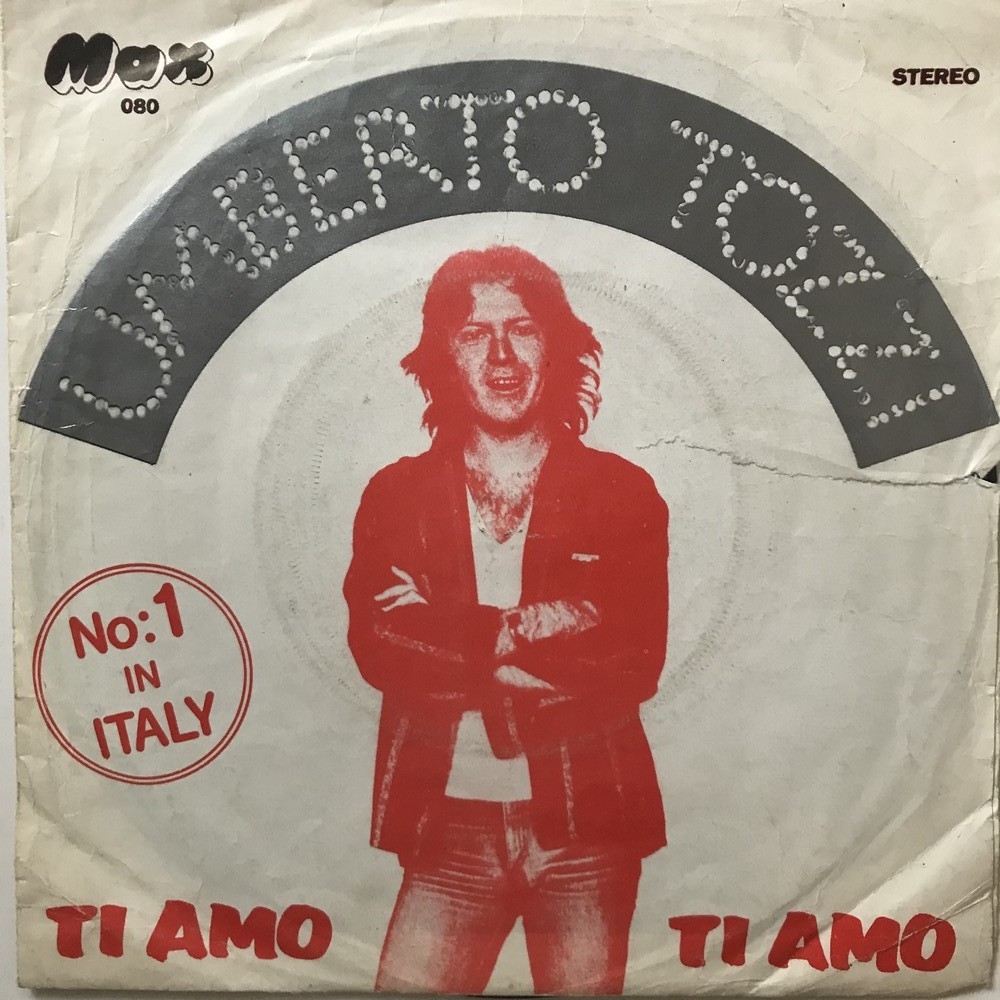 Max
080
STEREO
UMBERTO TOZZI
No:1
IN
ITALY
TI AMO
TI AMO